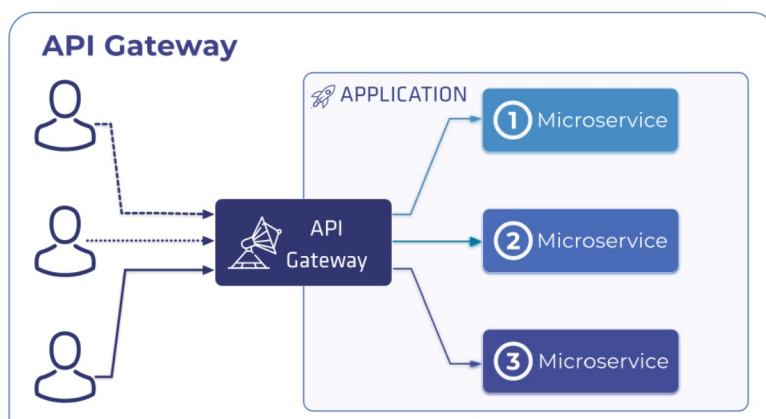 API Gateway
APPLICATION
1 Microservice
API
Gateway
2 Microservice
3 Microservice